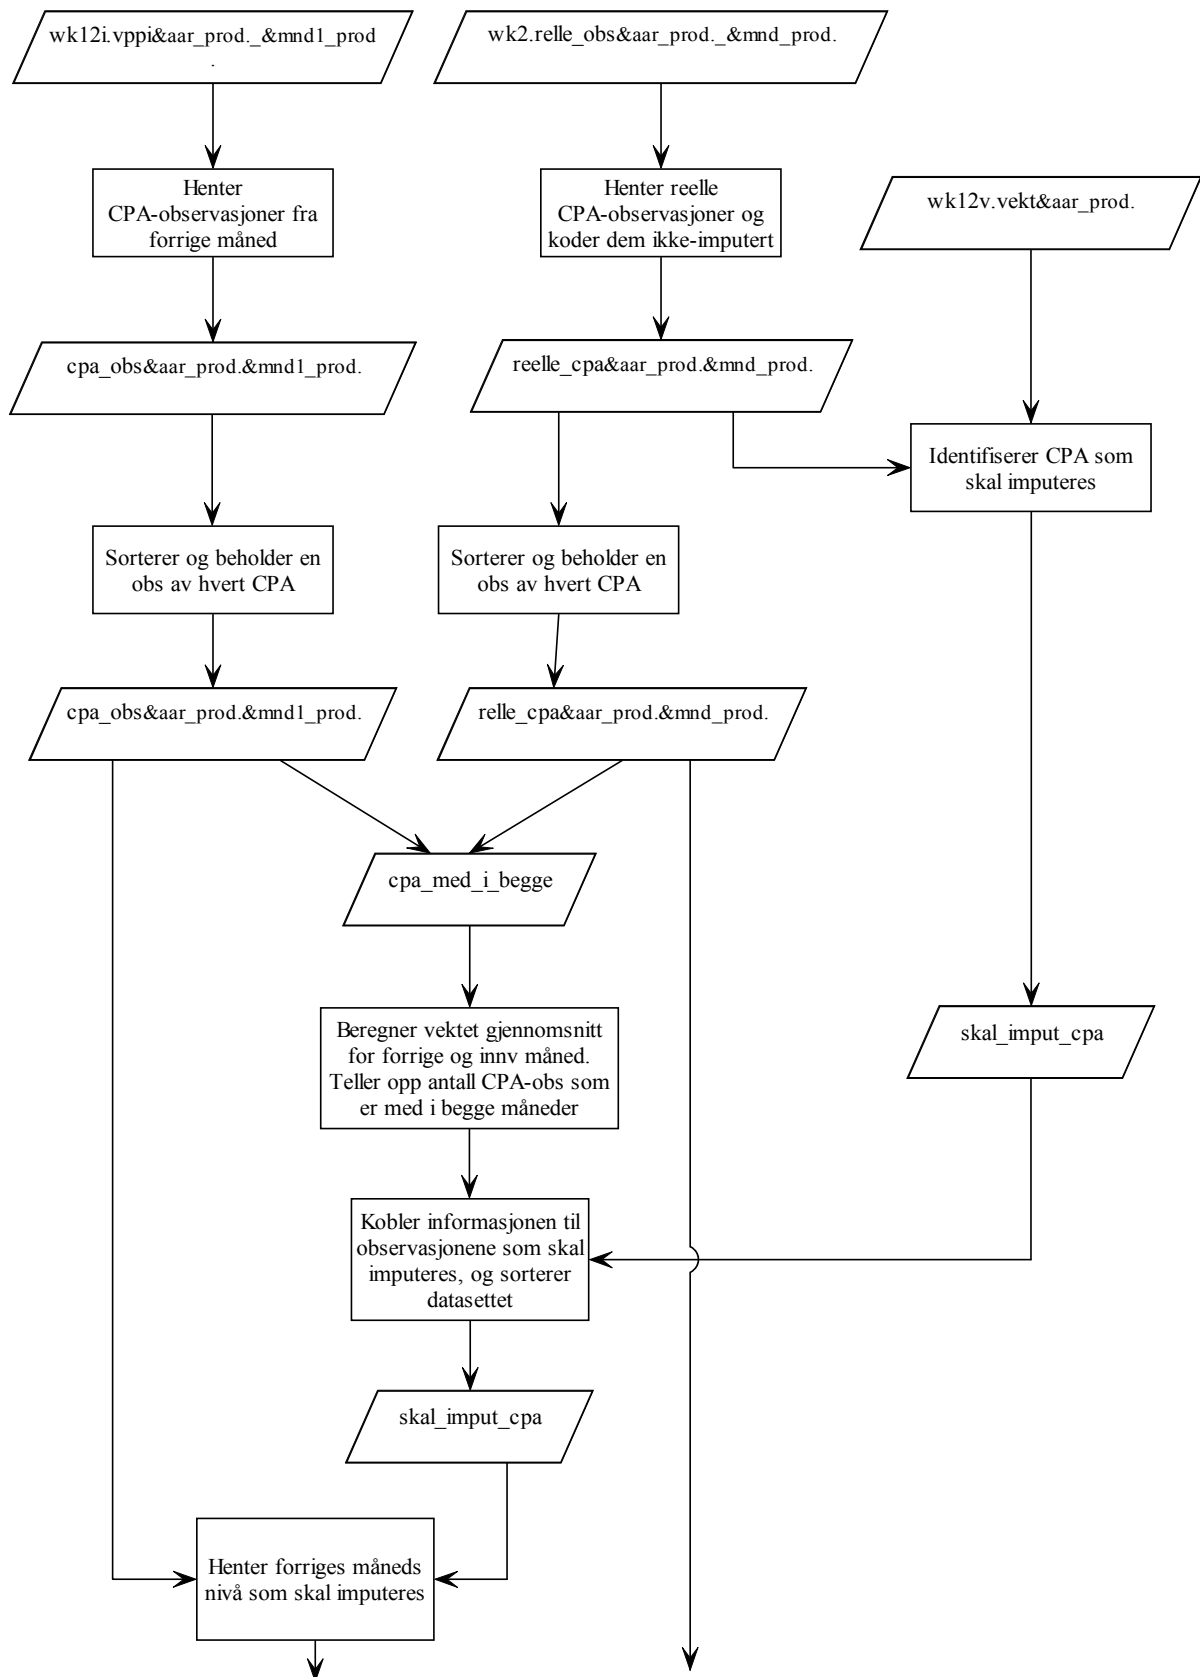 wk12i.vppi&aar_prod._&mnd1_prod
.
wk2.relle_obs&aar_prod._&mnd_prod.
Henter
CPA-observasjoner fra
forrige måned
Henter reelle
CPA-observasjoner og
koder dem ikke-imputert
wk12v.vekt&aar_prod.
cpa_obs&aar_prod.&mnd1_prod.
reelle_cpa&aar_prod.&mnd_prod.
Identifiserer CPA som
skal imputeres
Sorterer og beholder en
obs av hvert CPA
Sorterer og beholder en
obs av hvert CPA
cpa_obs&aar_prod.&mnd1_prod.
relle_cpa&aar_prod.&mnd_prod.
cpa_med_i_begge
Beregner vektet gjennomsnitt
for forrige og innv måned.
Teller opp antall CPA-obs som
er med i begge måneder
skal_imput_cpa
Kobler informasjonen til
observasjonene som skal
imputeres, og sorterer
datasettet
skal_imput_cpa
Henter forriges måneds
nivå som skal imputeres